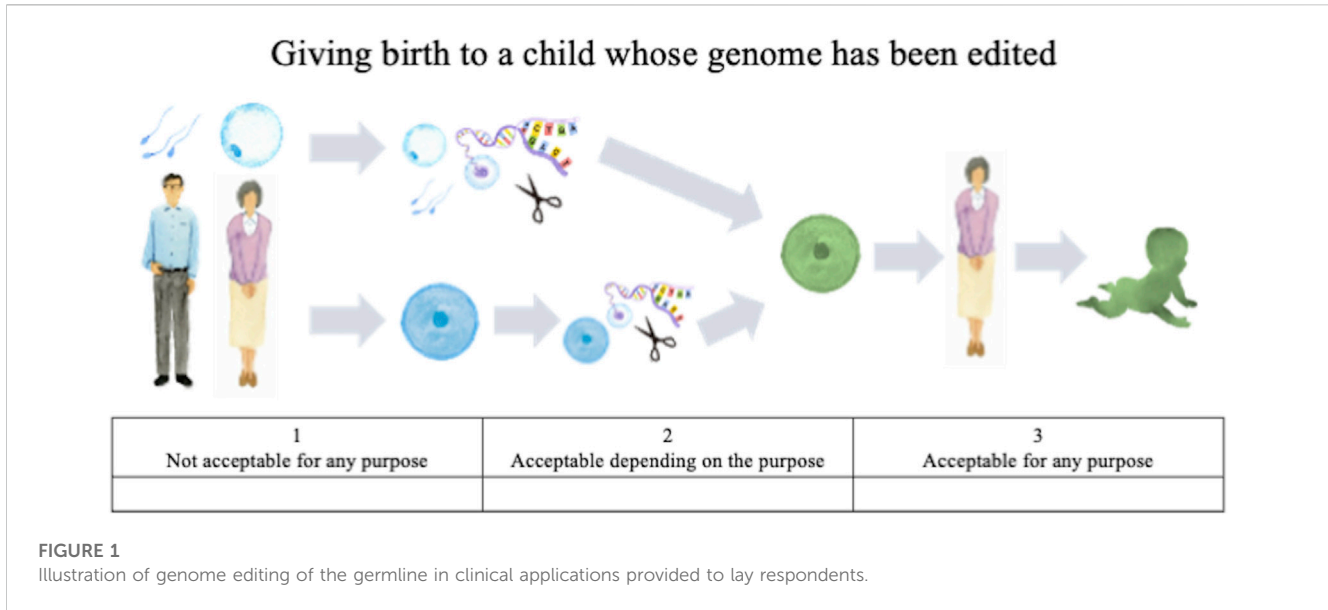 Giving birth to a child whose genome has been edited
1
Not acceptable for any purpose
2
Acceptable depending on the purpose
3
Acceptable for any purpose
FIGURE 1
Illustration of genome editing of the germline in clinical applications provided to lay respondents.